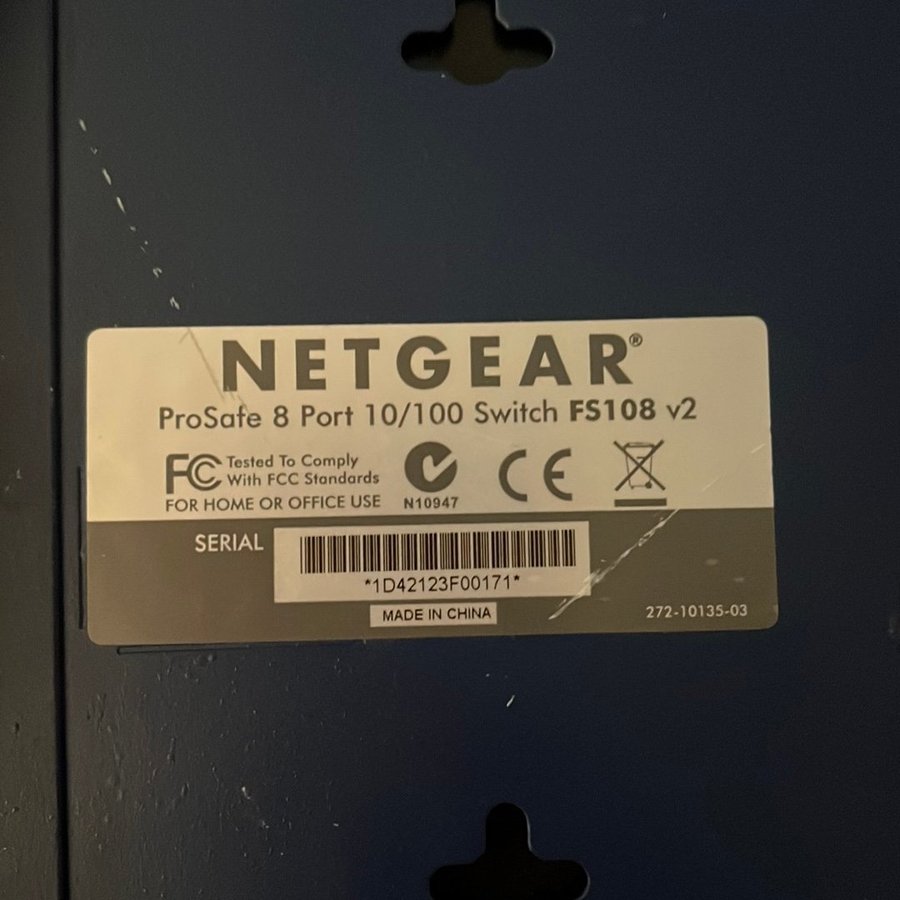 NETGEAR®
ProSafe 8 Port 10/100 Switch FS108 v2
FC Tested To Comply
With FCC Standards
FOR HOME OR OFFICE USE
N10947
CE
SERIAL
*1D42123F00171*
MADE IN CHINA
272-10135-03